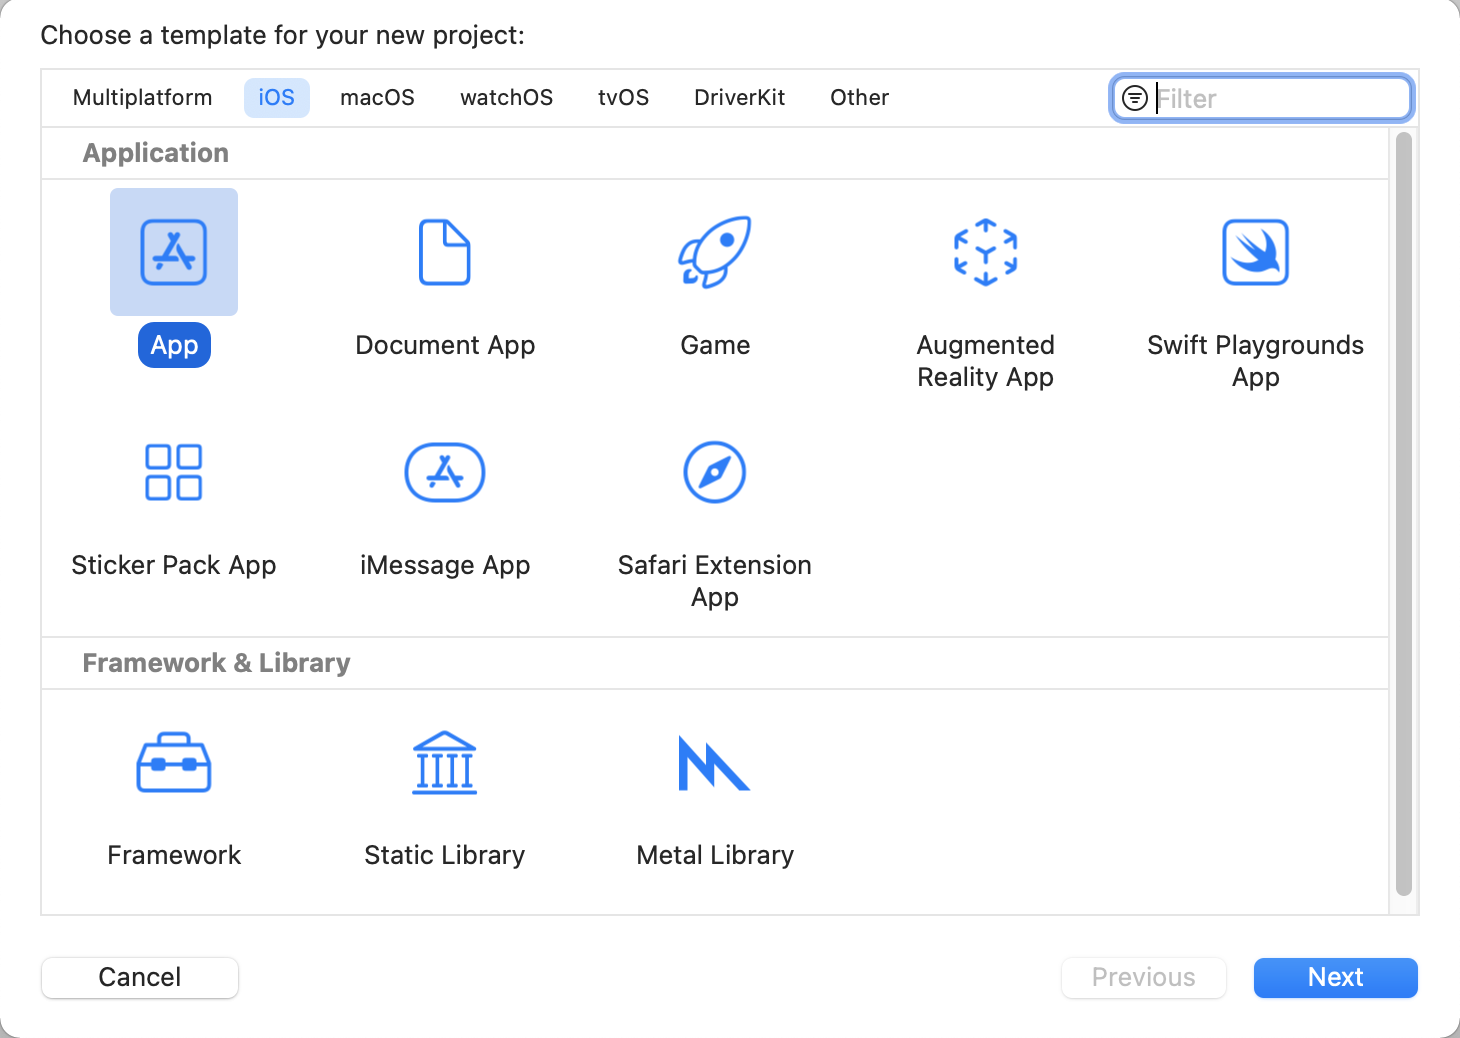 Choose a template for your new project:
Multiplatform iOS macOS watchOS tvOS DriverKit Other Filter
Application
App Document App Game Augmented Swift Playgrounds
Reality App App
Sticker Pack App iMessage App Safari Extension
App
Framework & Library
Framework Static Library Metal Library
Cancel Previous Next